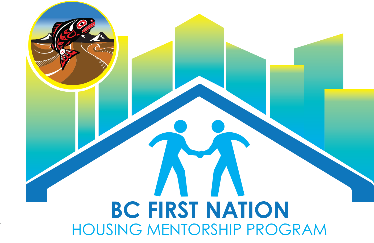 BC FIRST NATION
HOUSING MENTORSHIP PROGRAM